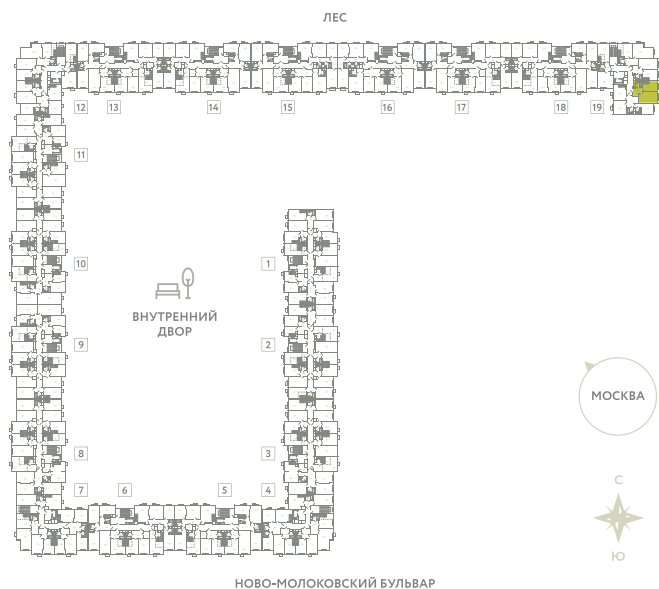 ЛЕС
12 13 14 15 16 17 18 19
11
10 1
ВНУТРЕННИЙ
ДВОР
9 2
МОСКВА
8 3
7 6 5 4
С
Ю
НОВО-МОЛОКОВСКИЙ БУЛЬВАР